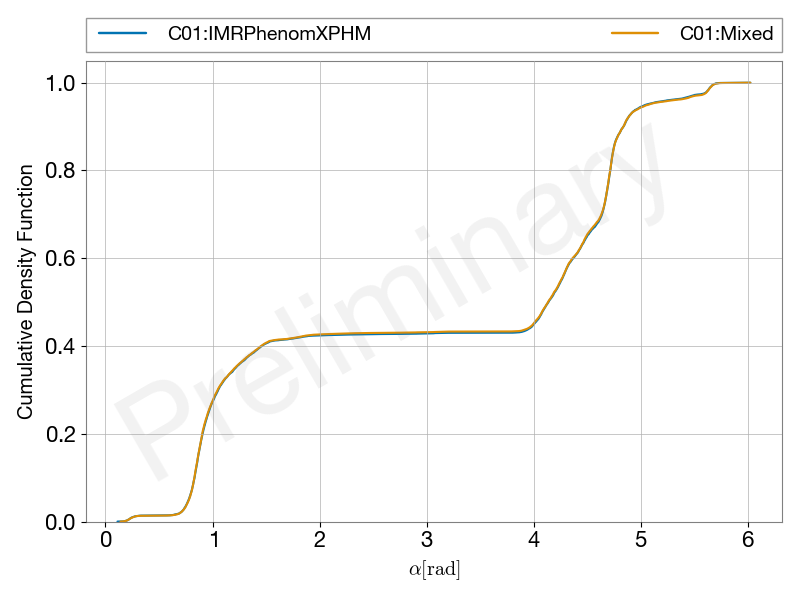 C01:IMRPhenomXPHM C01:Mixed
1.0
0.8
0.6
0.4
0.2
0.0
Cumulative Density Function
Preliminary
0 1 2 3 4 5 6
α[rad]